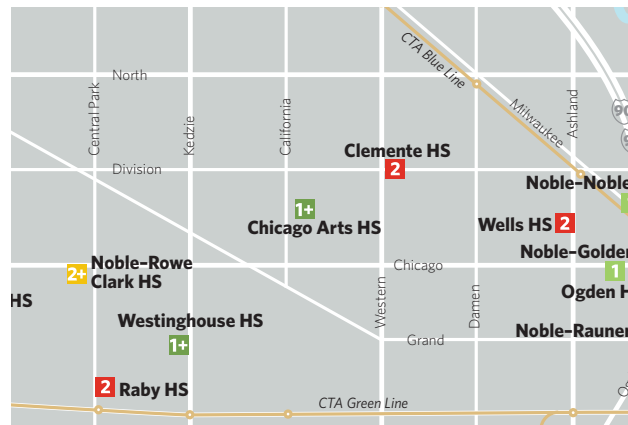 CTA Blue Line
Milwaukee
North
Central Park
Kedzie
California
Ashland
90
Division
Clemente HS
2
Noble–Noble
1+
Chicago Arts HS
Wells HS 2
Noble–Golder
Chicago
2+ Noble–Rowe
Clark HS
1
Ogden H
HS
Western
Damen
Westinghouse HS
1+
Grand
Noble–Rauner
2 Raby HS
CTA Green Line